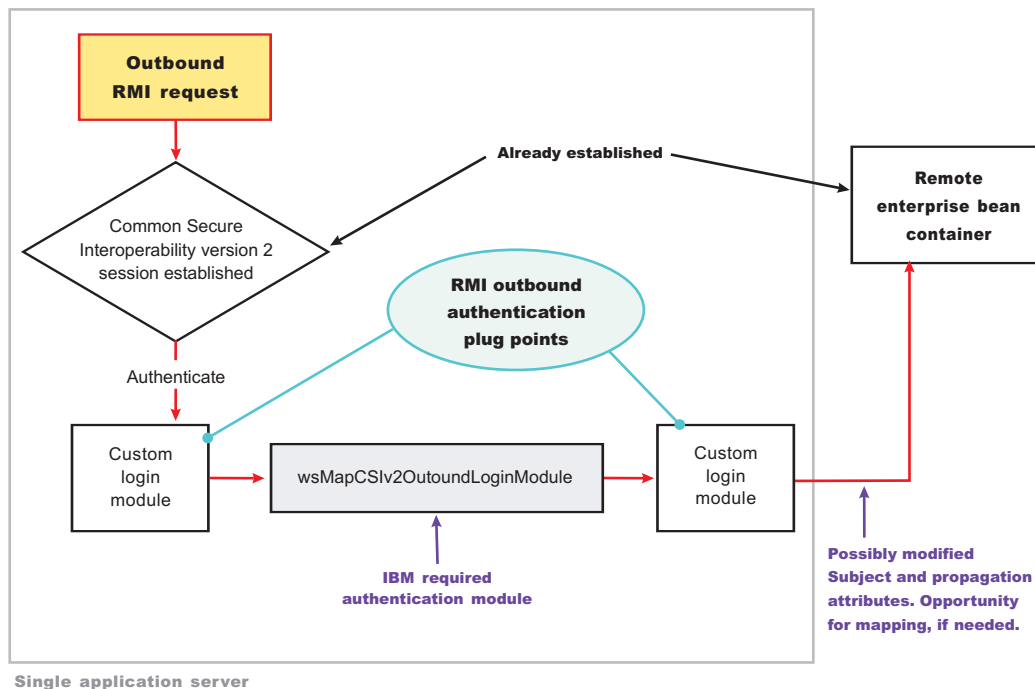 Outbound
RMI request
Already established
Remote
enterprise bean
container
Common Secure
Interoperability version 2
session established
RMI outbound
authentication
plug points
Authenticate
Custom
login
module
wsMapCSIv2OutoundLoginModule
Custom
login
module
IBM required
authentication module
Possibly modified
Subject and propagation
attributes. Opportunity
for mapping, if needed.
Single application server